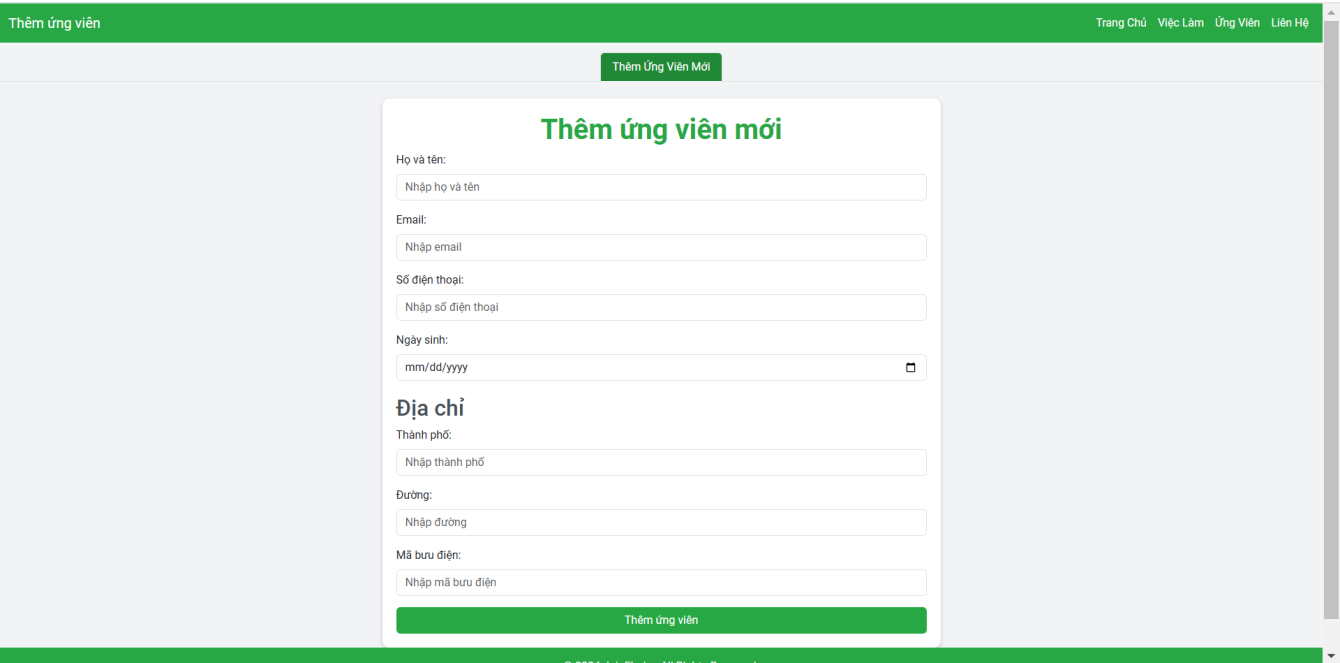 Thêm ứng viên
Trang Chủ Việc Làm Ứng Viên Liên Hệ
Thêm Ứng Viên Mới
Thêm ứng viên mới
Họ và tên:
Nhập họ và tên
Email:
Nhập email
Số điện thoại:
Nhập số điện thoại
Ngày sinh:
mm/dd/yyyy
Địa chỉ
Thành phố:
Nhập thành phố
Đường:
Nhập đường
Mã bưu điện:
Nhập mã bưu điện
Thêm ứng viên